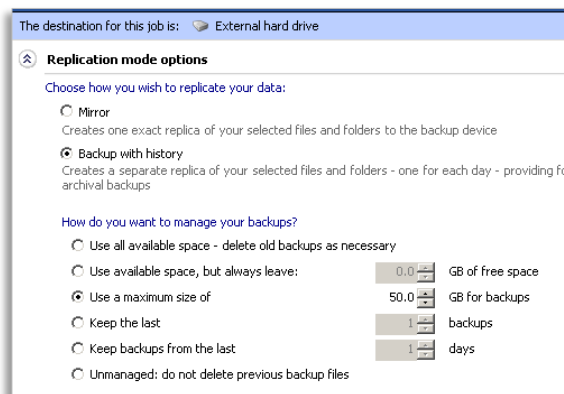 The destination for this job is: External hard drive
Replication mode options
Choose how you wish to replicate your data:
Mirror
Creates one exact replica of your selected files and folders to the backup device
Backup with history
Creates a separate replica of your selected files and folders - one for each day - providing
archival backups
How do you want to manage your backups?
Use all available space - delete old backups as necessary
Use available space, but always leave: 0.0 GB of free space
Use a maximum size of 50.0 GB for backups
Keep the last 1 backups
Keep backups from the last 1 days
Unmanaged: do not delete previous backup files